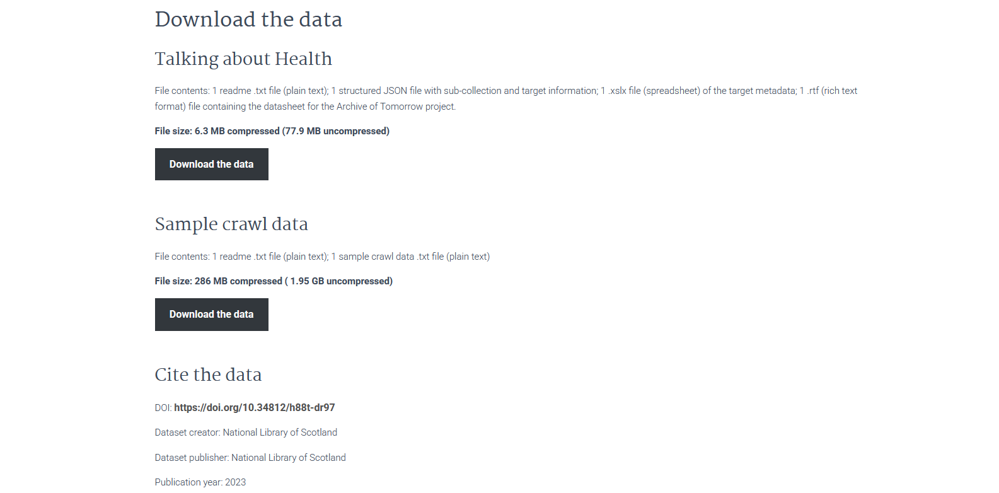 Download the data
Talking about Health
File contents: 1 readme .txt file (plain text); 1 structured JSON file with sub-collection and target information; 1 .xslx file (spreadsheet) of the target metadata; 1 .rtf (rich text
format) file containing the datasheet for the Archive of Tomorrow project.
File size: 6.3 MB compressed (77.9 MB uncompressed)
Download the data
Sample crawl data
File contents: 1 readme .txt file (plain text); 1 sample crawl data .txt file (plain text)
File size: 286 MB compressed ( 1.95 GB uncompressed)
Download the data
Cite the data
DOI: https://doi.org/10.34812/h88t-dr97
Dataset creator: National Library of Scotland
Dataset publisher: National Library of Scotland
Publication year: 2023